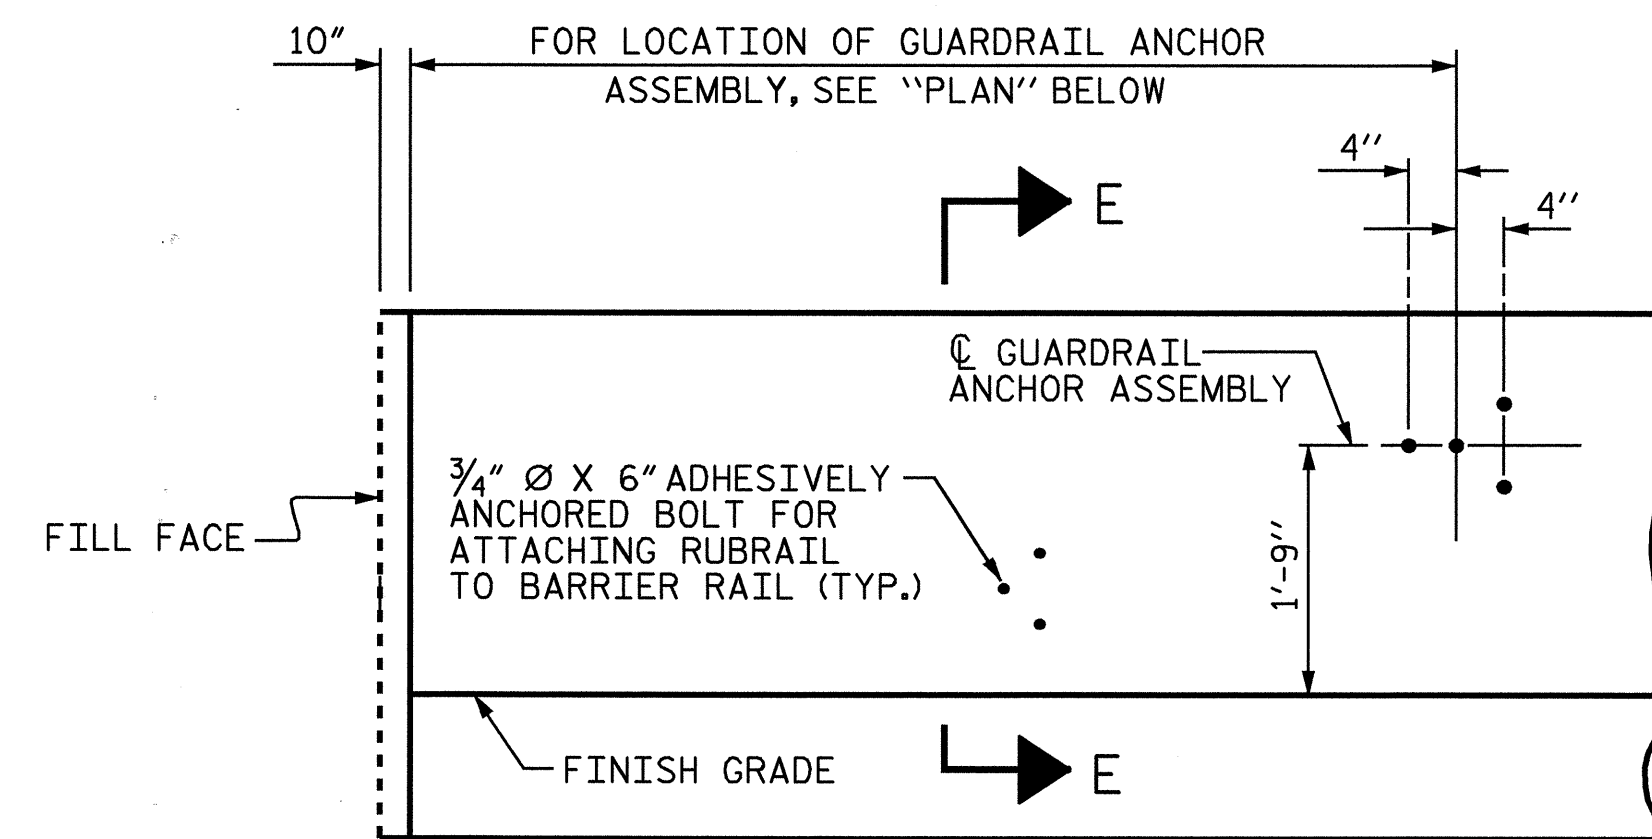 10"
FOR LOCATION OF GUARDRAIL ANCHOR
ASSEMBLY, SEE "PLAN" BELOW
4"
4"
E
℄ GUARDRAIL
ANCHOR ASSEMBLY
3/4" Ø X 6" ADHESIVELY
ANCHORED BOLT FOR
ATTACHING RUBRAIL
TO BARRIER RAIL (TYP.)
FILL FACE
1'-9"
FINISH GRADE
E